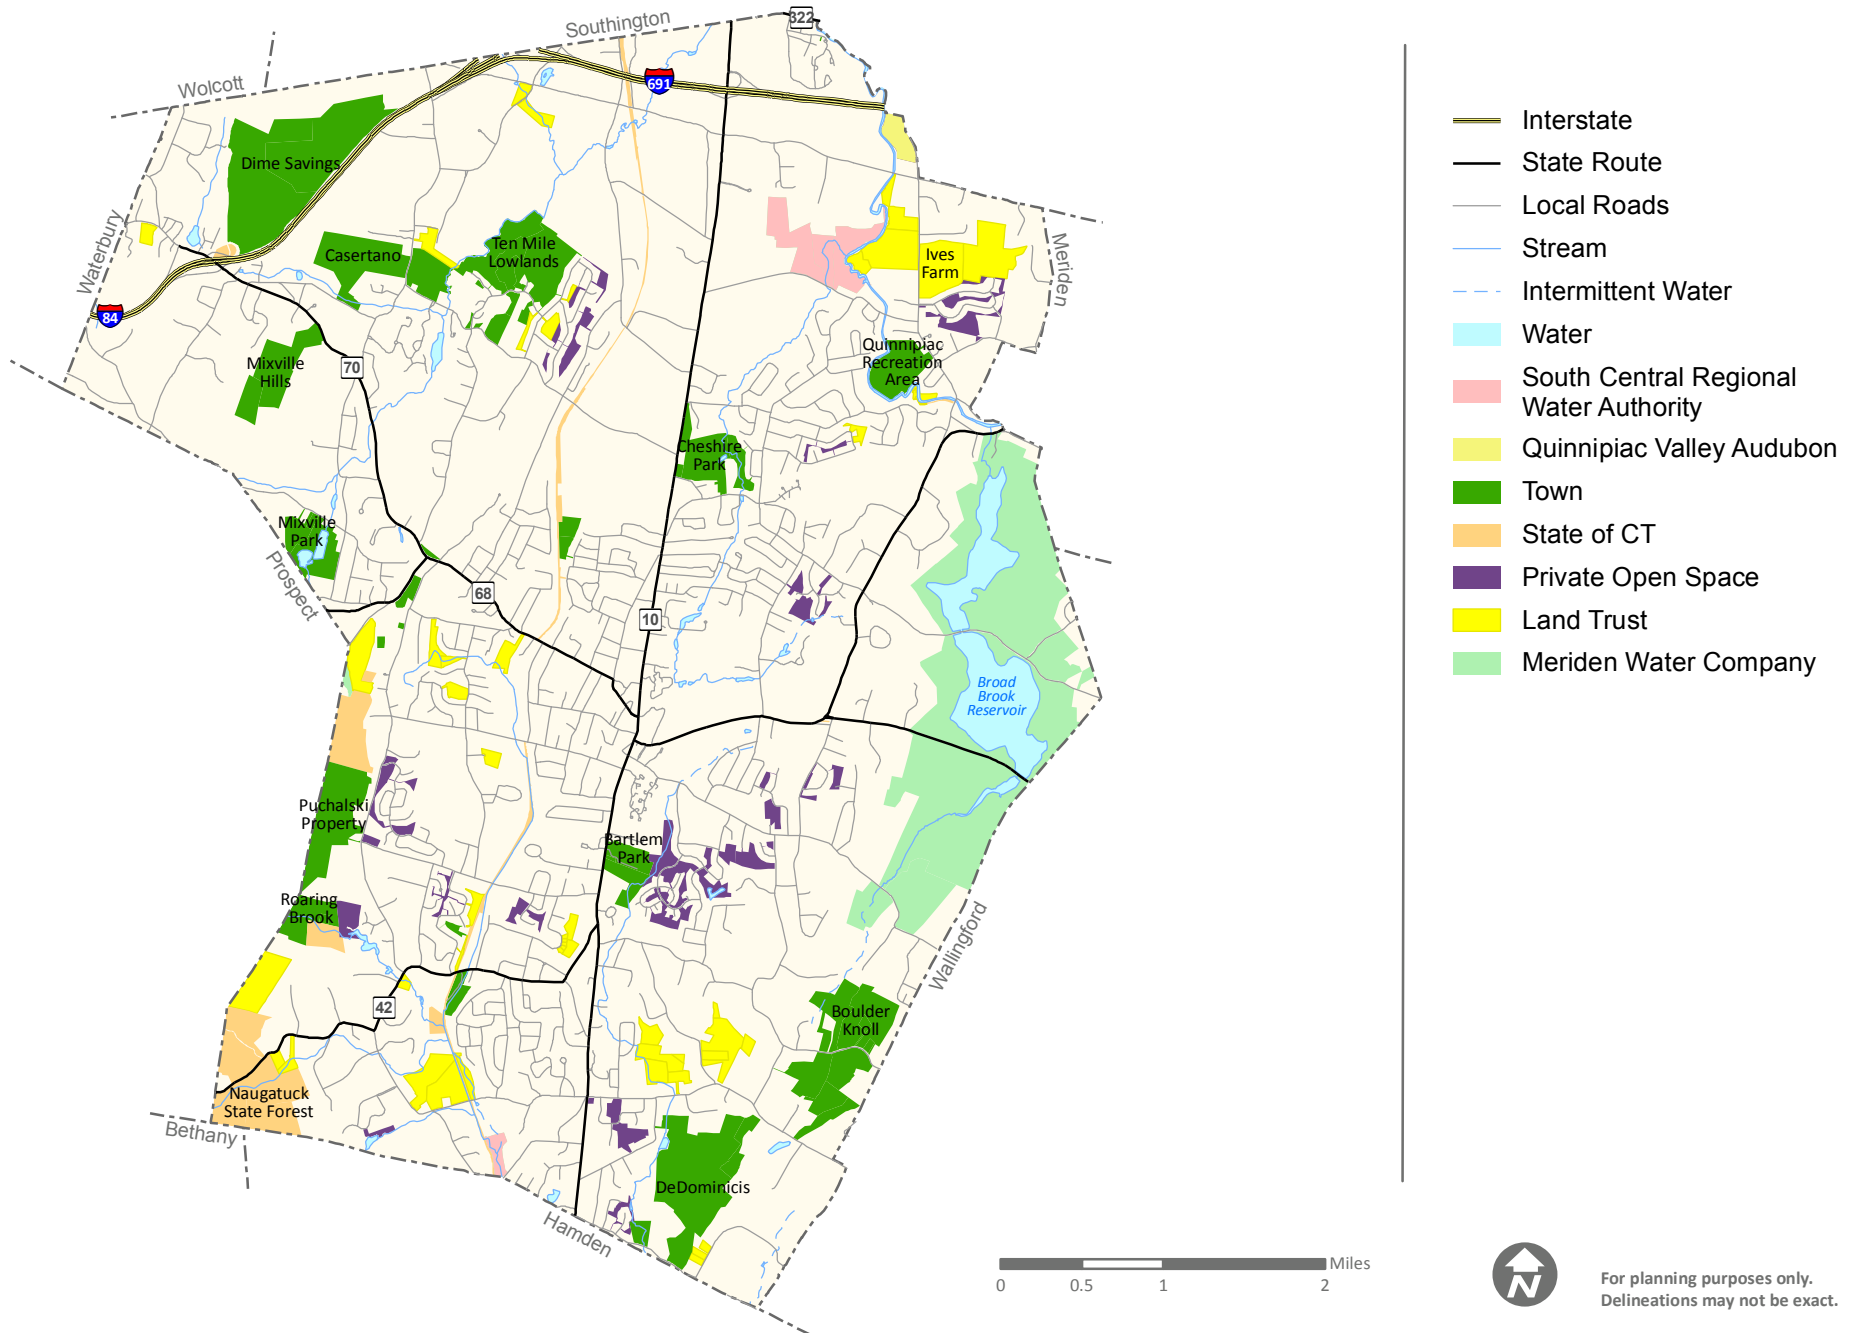 Southington
322
Wolcott
691
Dime Savings
Waterbury
Casertano
Ten Mile
Lowlands
Ives
Farm
Meriden
84
Mixville
Hills
70
Quinnipiac
Recreation
Area
Cheshire
Park
Mixville
Park
Prospect
68
10
Broad
Brook
Reservoir
Puchalski
Property
Bartlem
Park
Roaring
Brook
Wallingford
42
Boulder
Knoll
Naugatuck
State Forest
Bethany
DeDominicis
Hamden
Interstate
State Route
Local Roads
Stream
Intermittent Water
Water
South Central Regional
Water Authority
Quinnipiac Valley Audubon
Town
State of CT
Private Open Space
Land Trust
Meriden Water Company
Miles
0 0.5 1 2
N
For planning purposes only.
Delineations may not be exact.